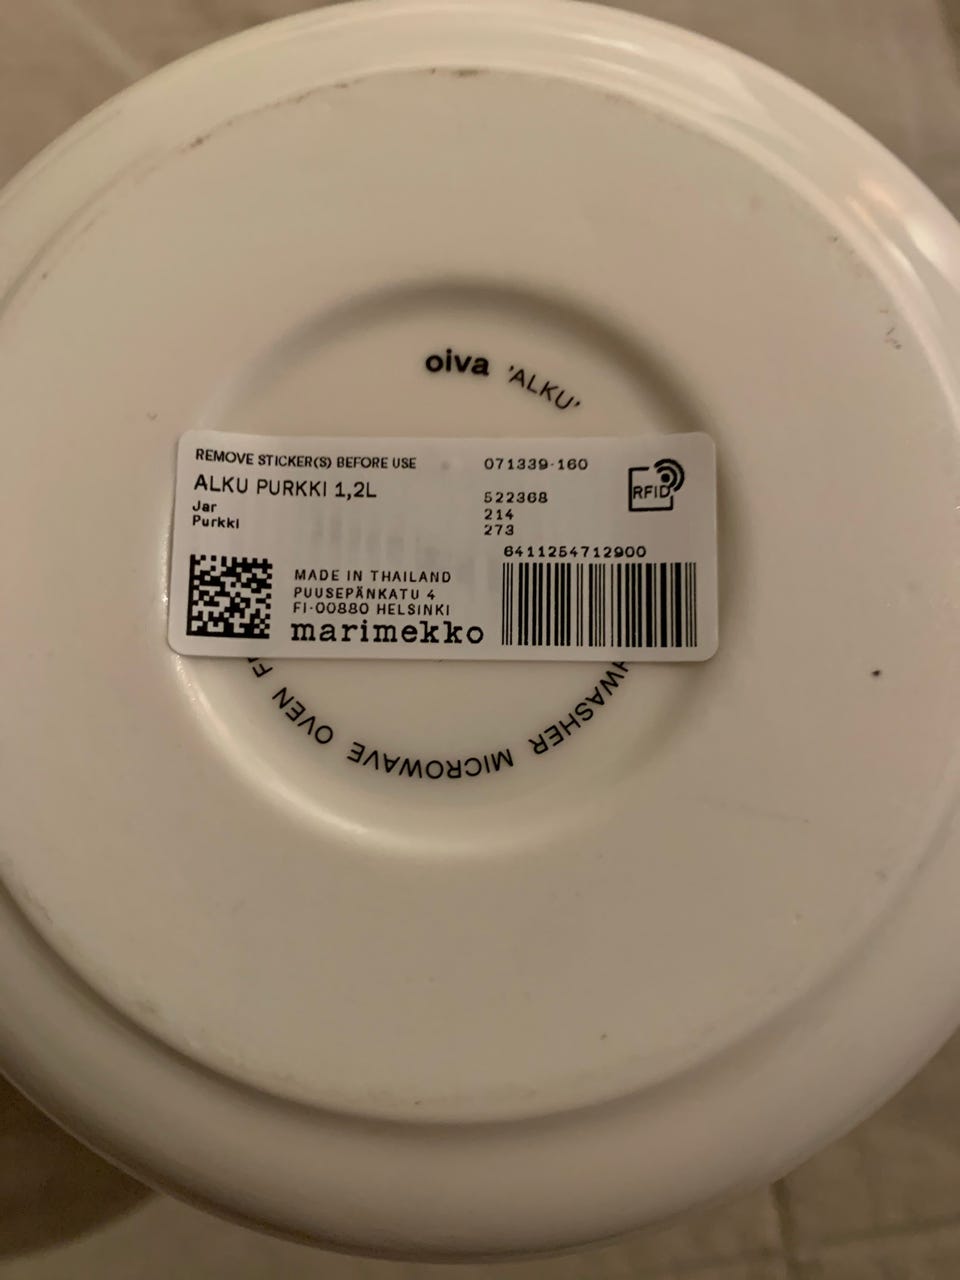 oiva 'ALKU'
REMOVE STICKER(S) BEFORE USE
ALKU PURKKI 1,2L
Jar
Purkki
071339-160
522368
214
273
RFID
6411254712900
MADE IN THAILAND
PUUSEPÄNKATU 4
FI-00880 HELSINKI
marimekko
HWASHER MICROWAVE OVEN F